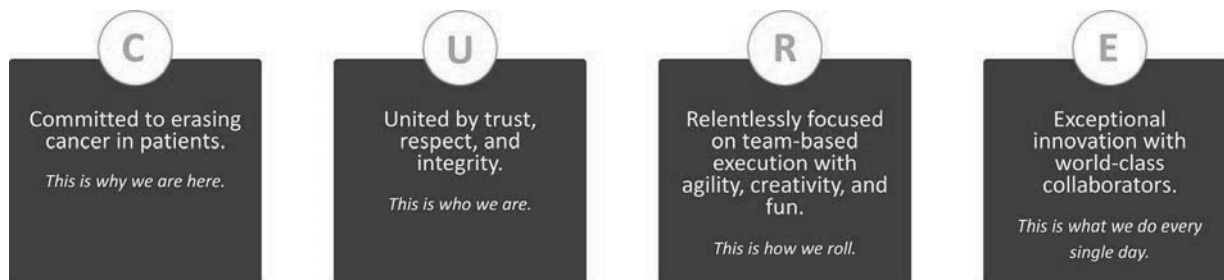 C
Committed to erasing
cancer in patients.
This is why we are here.
U
United by trust,
respect, and
integrity.
This is who we are.
R
Relentlessly focused
on team-based
execution with
agility, creativity, and
fun.
This is how we roll.
E
Exceptional
innovation with
world-class
collaborators.
This is what we do every
single day.